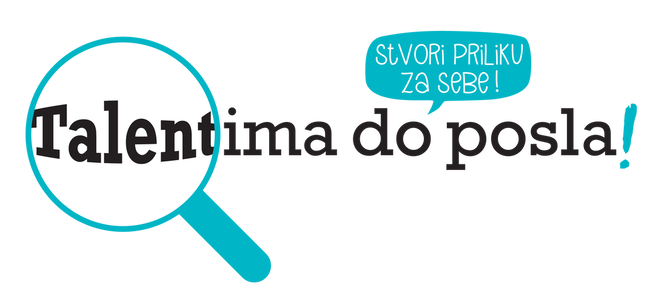 STVORI PRILIKU
ZA SEBE!
Talentima do posla!